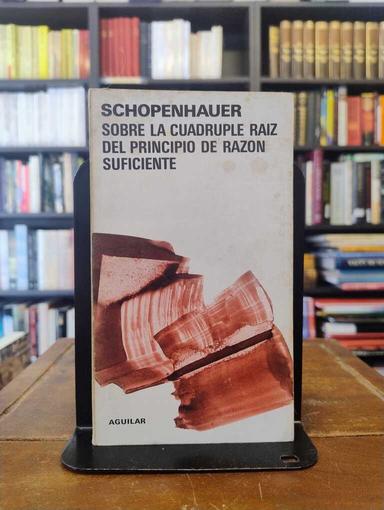 SCHOPENHAUER
SOBRE LA CUADRUPLE RAIZ
DEL PRINCIPIO DE RAZON
SUFICIENTE
AGUILAR